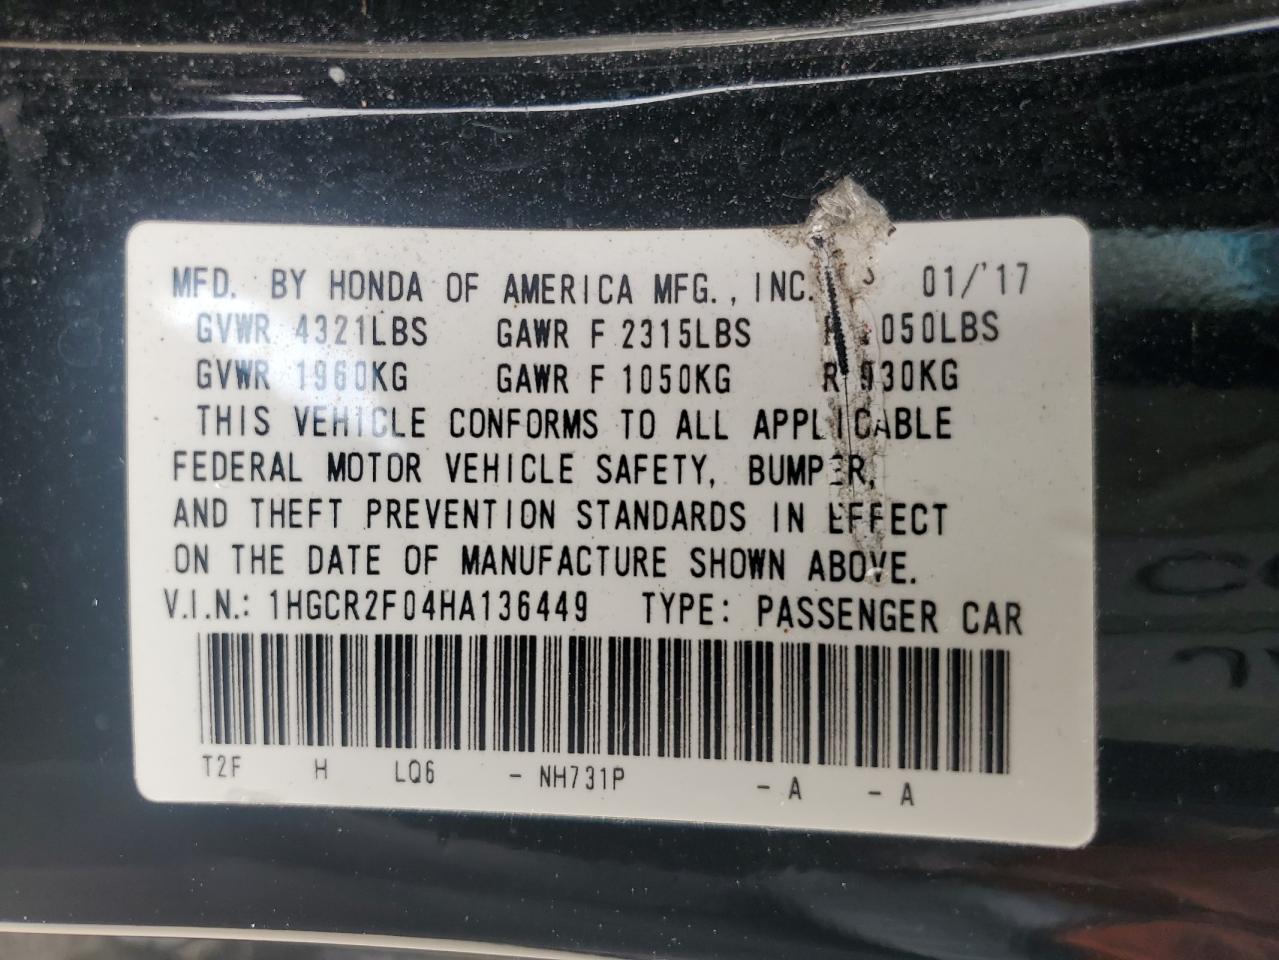 MFD. BY HONDA OF AMERICA MFG., INC. 01/'17
GVWR 4321LBS GAWR F 2315LBS 050LBS
GVWR 1960KG GAWR F 1050KG R 930KG
THIS VEHICLE CONFORMS TO ALL APPLICABLE
FEDERAL MOTOR VEHICLE SAFETY, BUMPER,
AND THEFT PREVENTION STANDARDS IN EFFECT
ON THE DATE OF MANUFACTURE SHOWN ABOVE.
V.I.N.: 1HGCR2F04HA136449 TYPE: PASSENGER CAR
T2F H LQ6 - NH731P - A - A